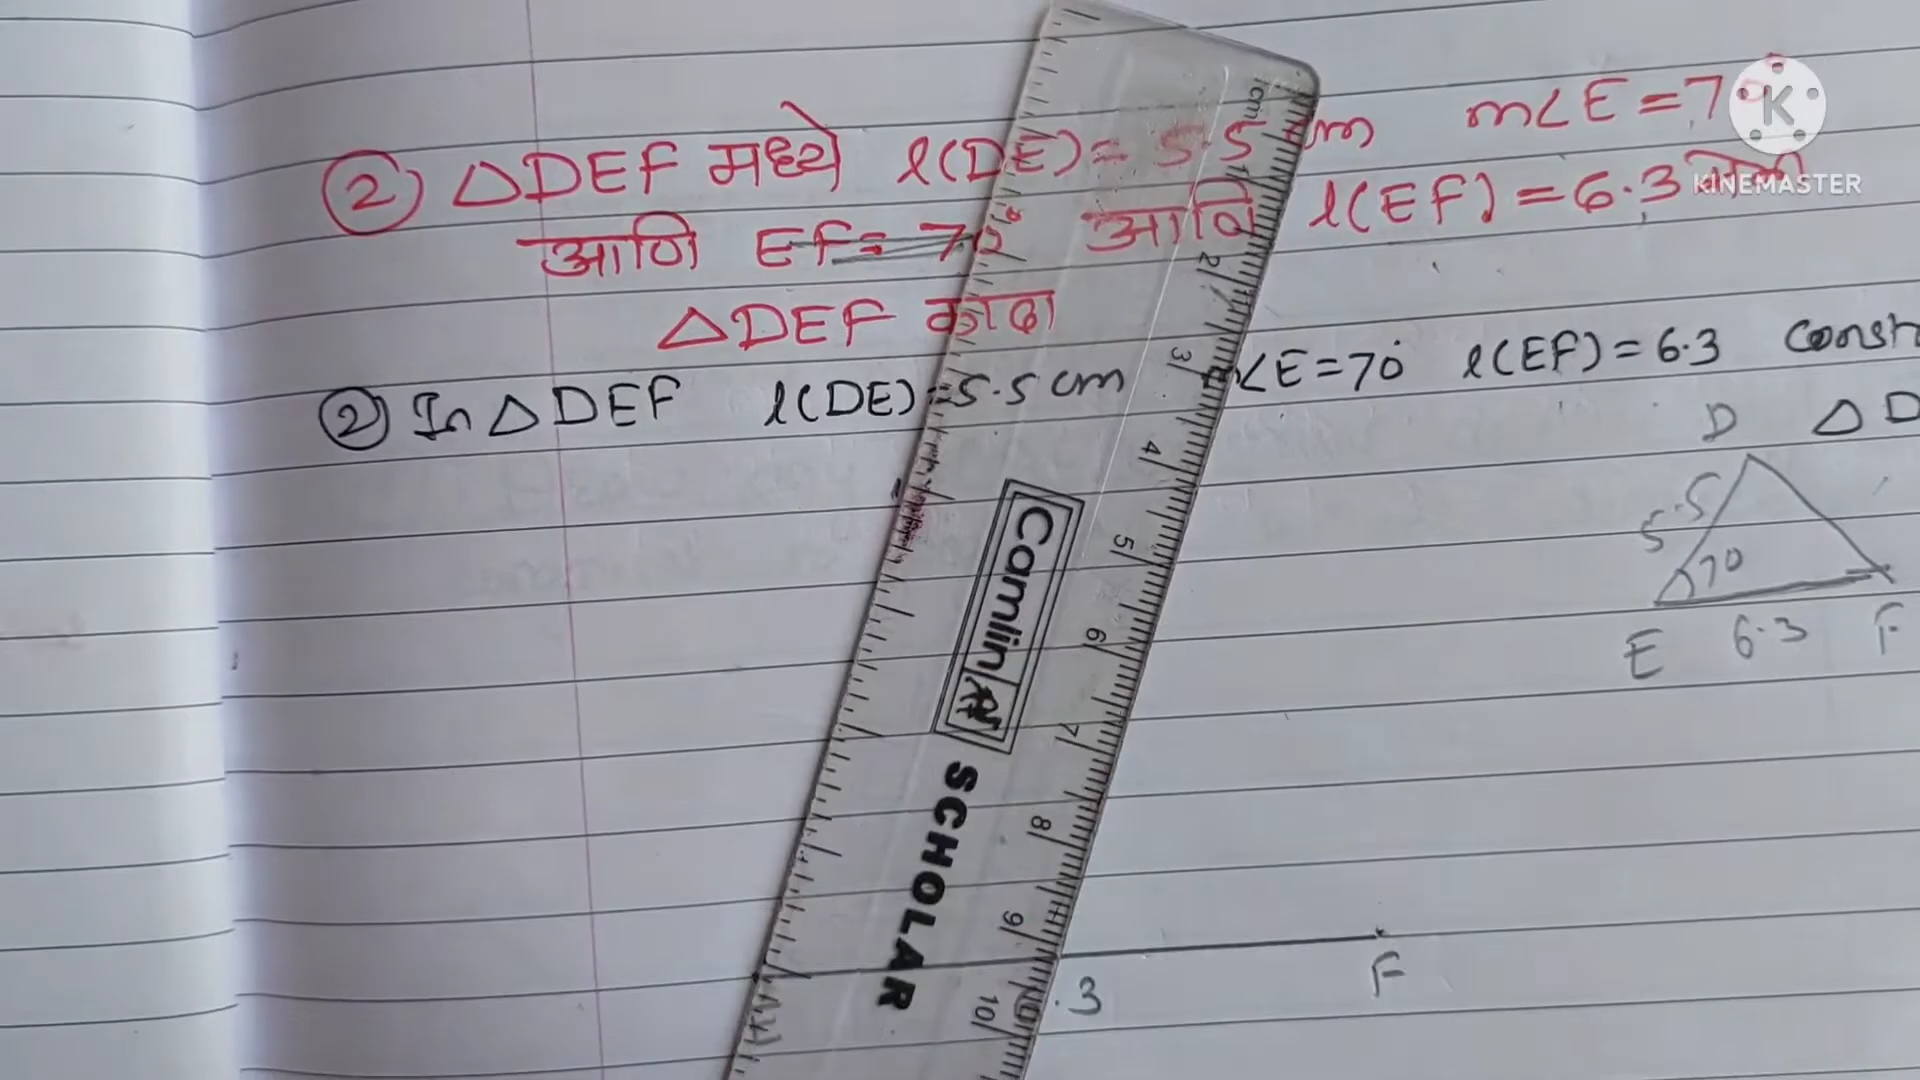 ② △DEF मध्ये l(DE) = 5.5 cm m∠E = 70°
आणि EF = 70° आणि l(EF) = 6.3
△DEF काढा
② In △DEF l(DE) = 5.5 cm m∠E = 70° l(EF) = 6.3
D △ D
5.5
70
E 6.3 F
.3 F
1cm 1 2 3 4 5 6 7 8 9 10
Camlin
SCHOLAR
K
KINEMASTER